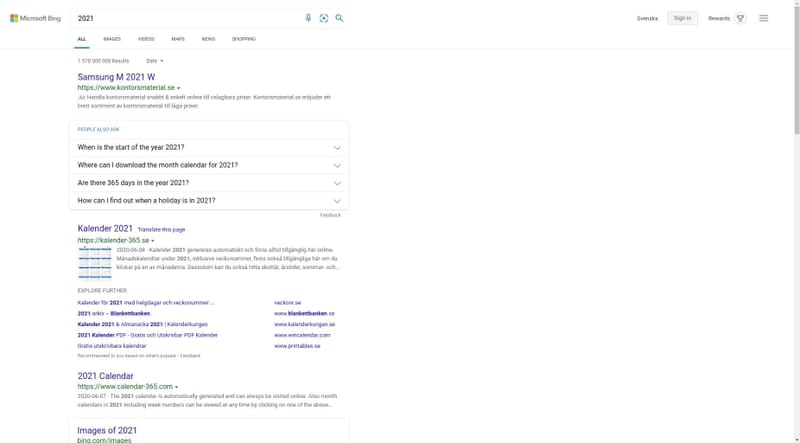 Microsoft Bing
2021
Svenska
Sign in
Rewards
ALL
IMAGES
VIDEOS
MAPS
NEWS
SHOPPING
1 570 000 000 Results
Date
Samsung M 2021 W
https://www.kontorsmaterial.se
Ad Handla kontorsmaterial snabbt & enkelt online till oslagbara priser. Kontorsmaterial.se erbjuder ett
brett sortiment av kontorsmaterial till låga priser.
PEOPLE ALSO ASK
When is the start of the year 2021?
Where can I download the month calendar for 2021?
Are there 365 days in the year 2021?
How can I find out when a holiday is in 2021?
Feedback
Kalender 2021 Translate this page
https://kalender-365.se
2020-06-08 · Kalender 2021 genereras automatiskt och finns alltid tillgänglig här online.
Månadskalendrar under 2021, inklusive veckonummer, finns också tillgängliga här om du
klickar på en av månaderna. Dessutom kan du också hitta skottår, årstider, sommar- och…
EXPLORE FURTHER
Kalender för 2021 med helgdagar och veckonummer ... veckonr.se
2021-arkiv – Blankettbanken www.blankettbanken.se
Kalender 2021 & Almanacka 2021 | Kalenderkungen www.kalenderkungen.se
2021 Kalender PDF - Gratis och Utskrivbar PDF Kalender www.wincalendar.com
Gratis utskrivbara kalendrar www.printables.se
Recommended to you based on what's popular • Feedback
2021 Calendar
https://www.calendar-365.com
2020-06-07 · The 2021 calendar is automatically generated and can always be visited online. Also month
calendars in 2021 including week numbers can be viewed at any time by clicking on one of the above…
Images of 2021
bing.com/images